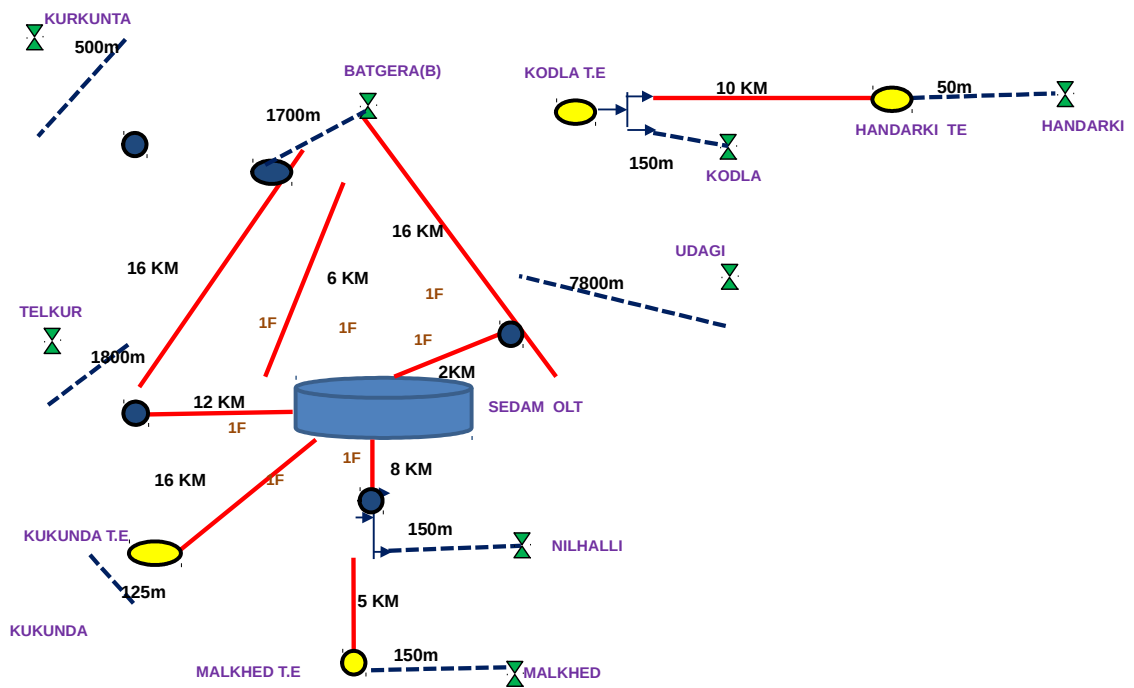 KURKUNTA
500m
BATGERA(B)
KODLA T.E
10 KM
50m
1700m
HANDARKI TE
HANDARKI
150m
KODLA
16 KM
UDAGI
16 KM
6 KM
7800m
1F
TELKUR
1F
1F
1F
1800m
2KM
12 KM
SEDAM OLT
1F
1F
8 KM
16 KM
1F
150m
KUKUNDA T.E
NILHALLI
125m
5 KM
KUKUNDA
150m
MALKHED T.E
MALKHED